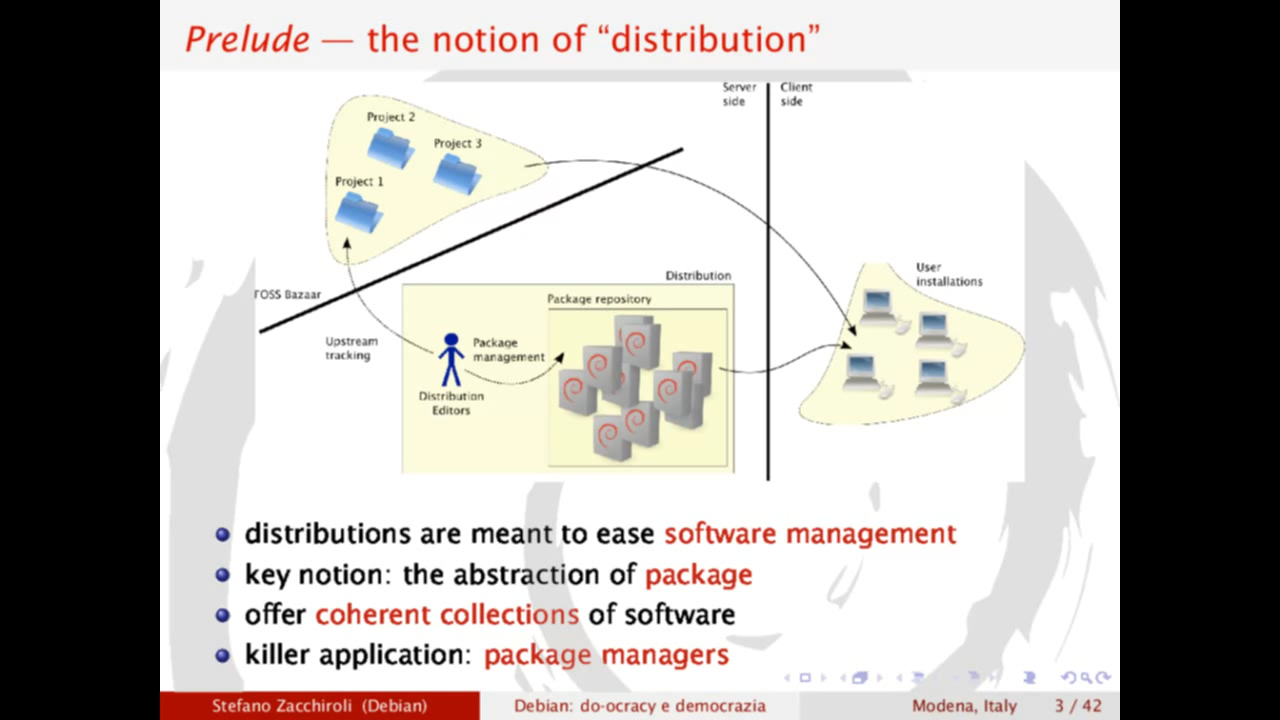 Prelude — the notion of “distribution”
Server side
Client side
Project 2
Project 3
Project 1
User installations
Distribution
FOSS Bazaar
Package repository
Upstream tracking
Package management
Distribution Editors
distributions are meant to ease software management
key notion: the abstraction of package
offer coherent collections of software
killer application: package managers
Stefano Zacchiroli (Debian)
Debian: do-ocracy e democrazia
Modena, Italy
3 / 42